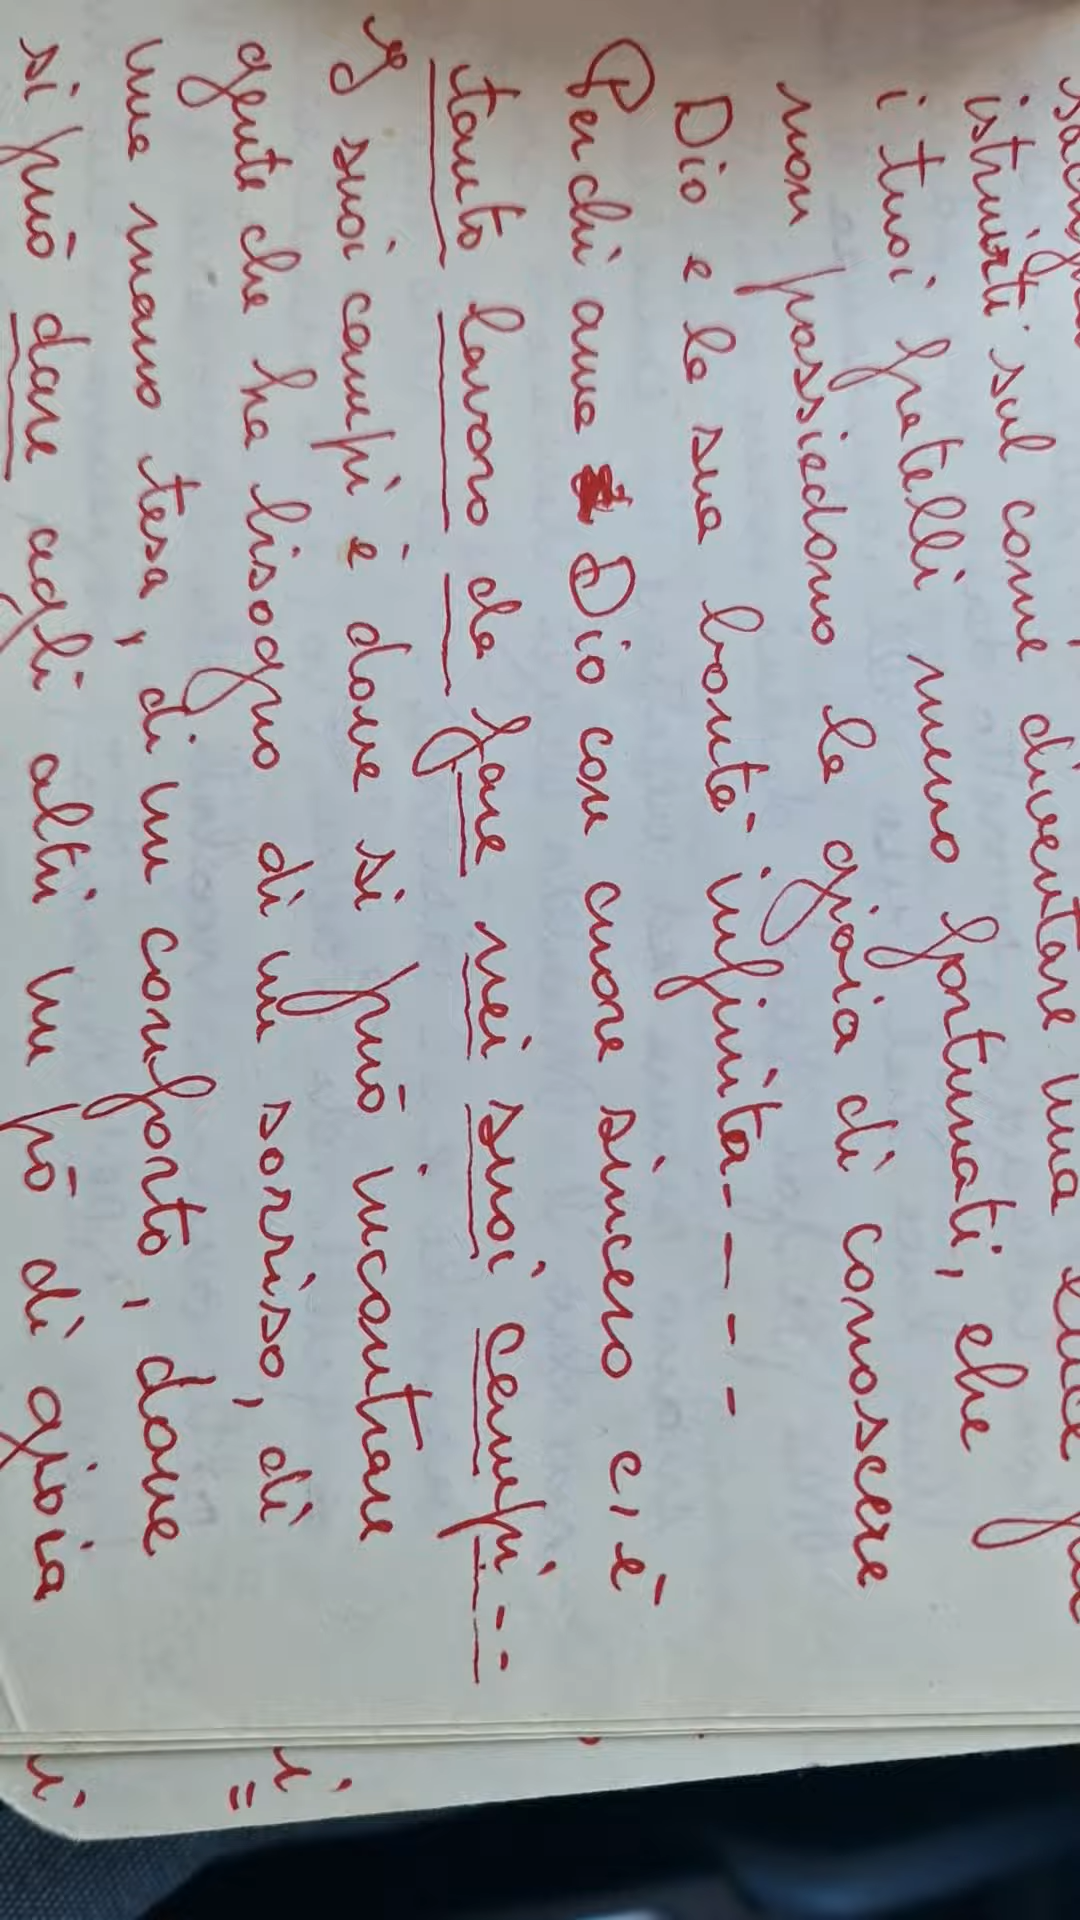 istruirti sul come diventare una luce
i tuoi fratelli meno fortunati, che
non possiedono la gioia di conoscere
Dio e la sua bontà infinita - - - -
Per chi ama Dio con cuore sincero c'è
tanto lavoro da fare nei suoi campi - -
I suoi campi è dove si può incontrare
gente che ha bisogno di un sorriso, di
una mano tesa, di un conforto, dove
si può dare agli altri un pò di gioia